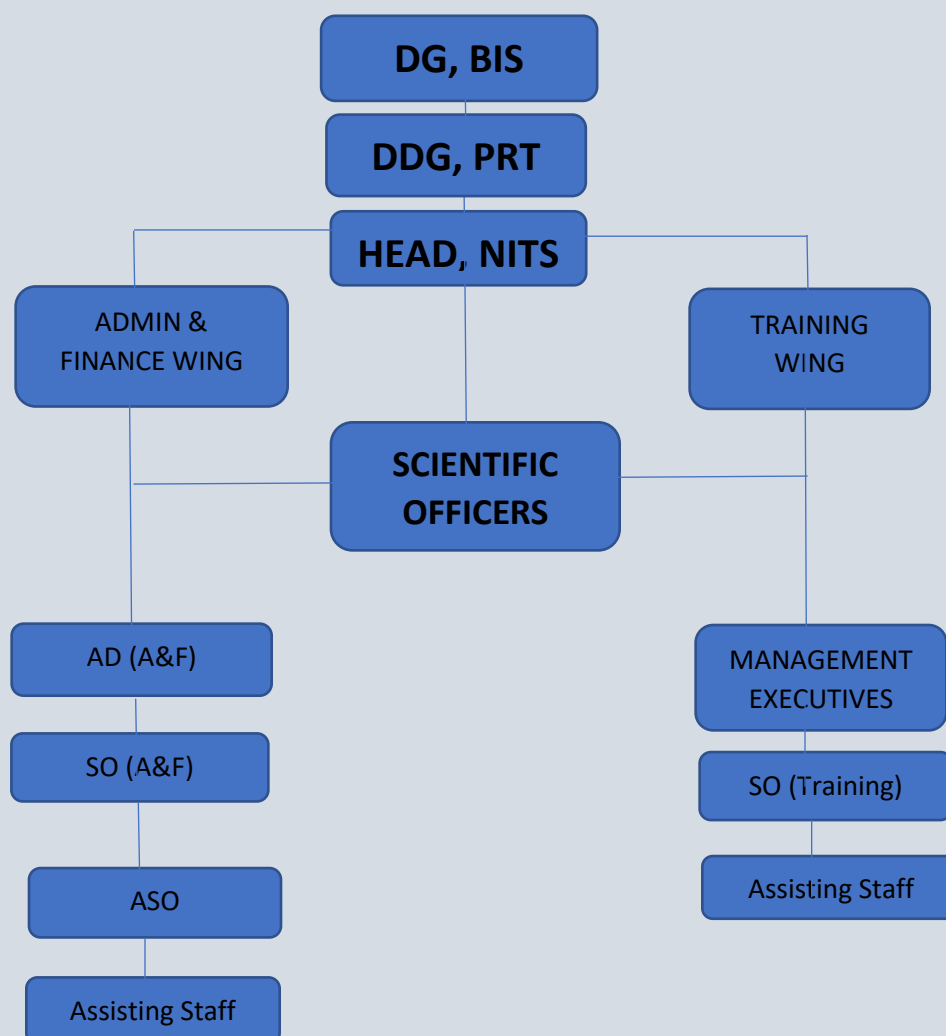 DG, BIS
DDG, PRT
HEAD, NITS
ADMIN &
FINANCE WING
TRAINING
WING
SCIENTIFIC
OFFICERS
AD (A&F)
MANAGEMENT
EXECUTIVES
SO (A&F)
SO (Training)
ASO
Assisting Staff
Assisting Staff